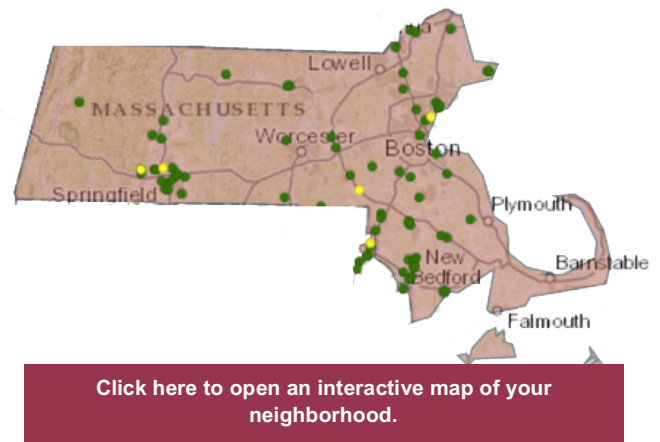 Lowell
MASSACHUSETTS
Worcester
Boston
Springfield
Plymouth
New
Bedford
Barnstable
Falmouth
Click here to open an interactive map of your
neighborhood.